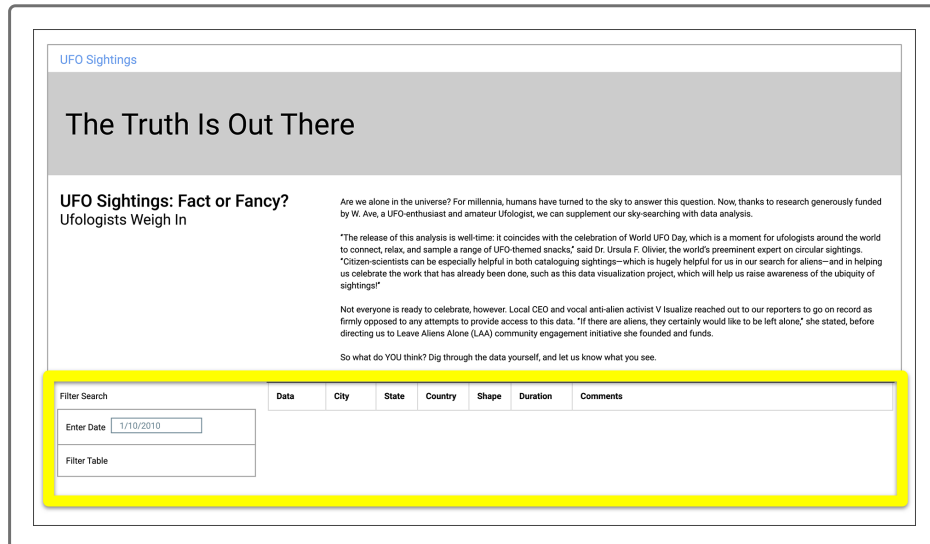 UFO Sightings
The Truth Is Out There
UFO Sightings: Fact or Fancy?
Ufologists Weigh In
Are we alone in the universe? For millennia, humans have turned to the sky to answer this question. Now, thanks to research generously funded
by W. Ave, a UFO-enthusiast and amateur Ufologist, we can supplement our sky-searching with data analysis.
"The release of this analysis is well-time: it coincides with the celebration of World UFO Day, which is a moment for ufologists around the world
to connect, relax, and sample a range of UFO-themed snacks," said Dr. Ursula F. Olivier, the world's preeminent expert on circular sightings.
"Citizen-scientists can be especially helpful in both cataloguing sightings—which is hugely helpful for us in our search for aliens—and in helping
us celebrate the work that has already been done, such as this data visualization project, which will help us raise awareness of the ubiquity of
sightings!"
Not everyone is ready to celebrate, however. Local CEO and vocal anti-alien activist V Isualize reached out to our reporters to go on record as
firmly opposed to any attempts to provide access to this data. "If there are aliens, they certainly would like to be left alone," she stated, before
directing us to Leave Aliens Alone (LAA) community engagement initiative she founded and funds.
So what do YOU think? Dig through the data yourself, and let us know what you see.
Filter Search
Data City State Country Shape Duration Comments
Enter Date 1/10/2010
Filter Table